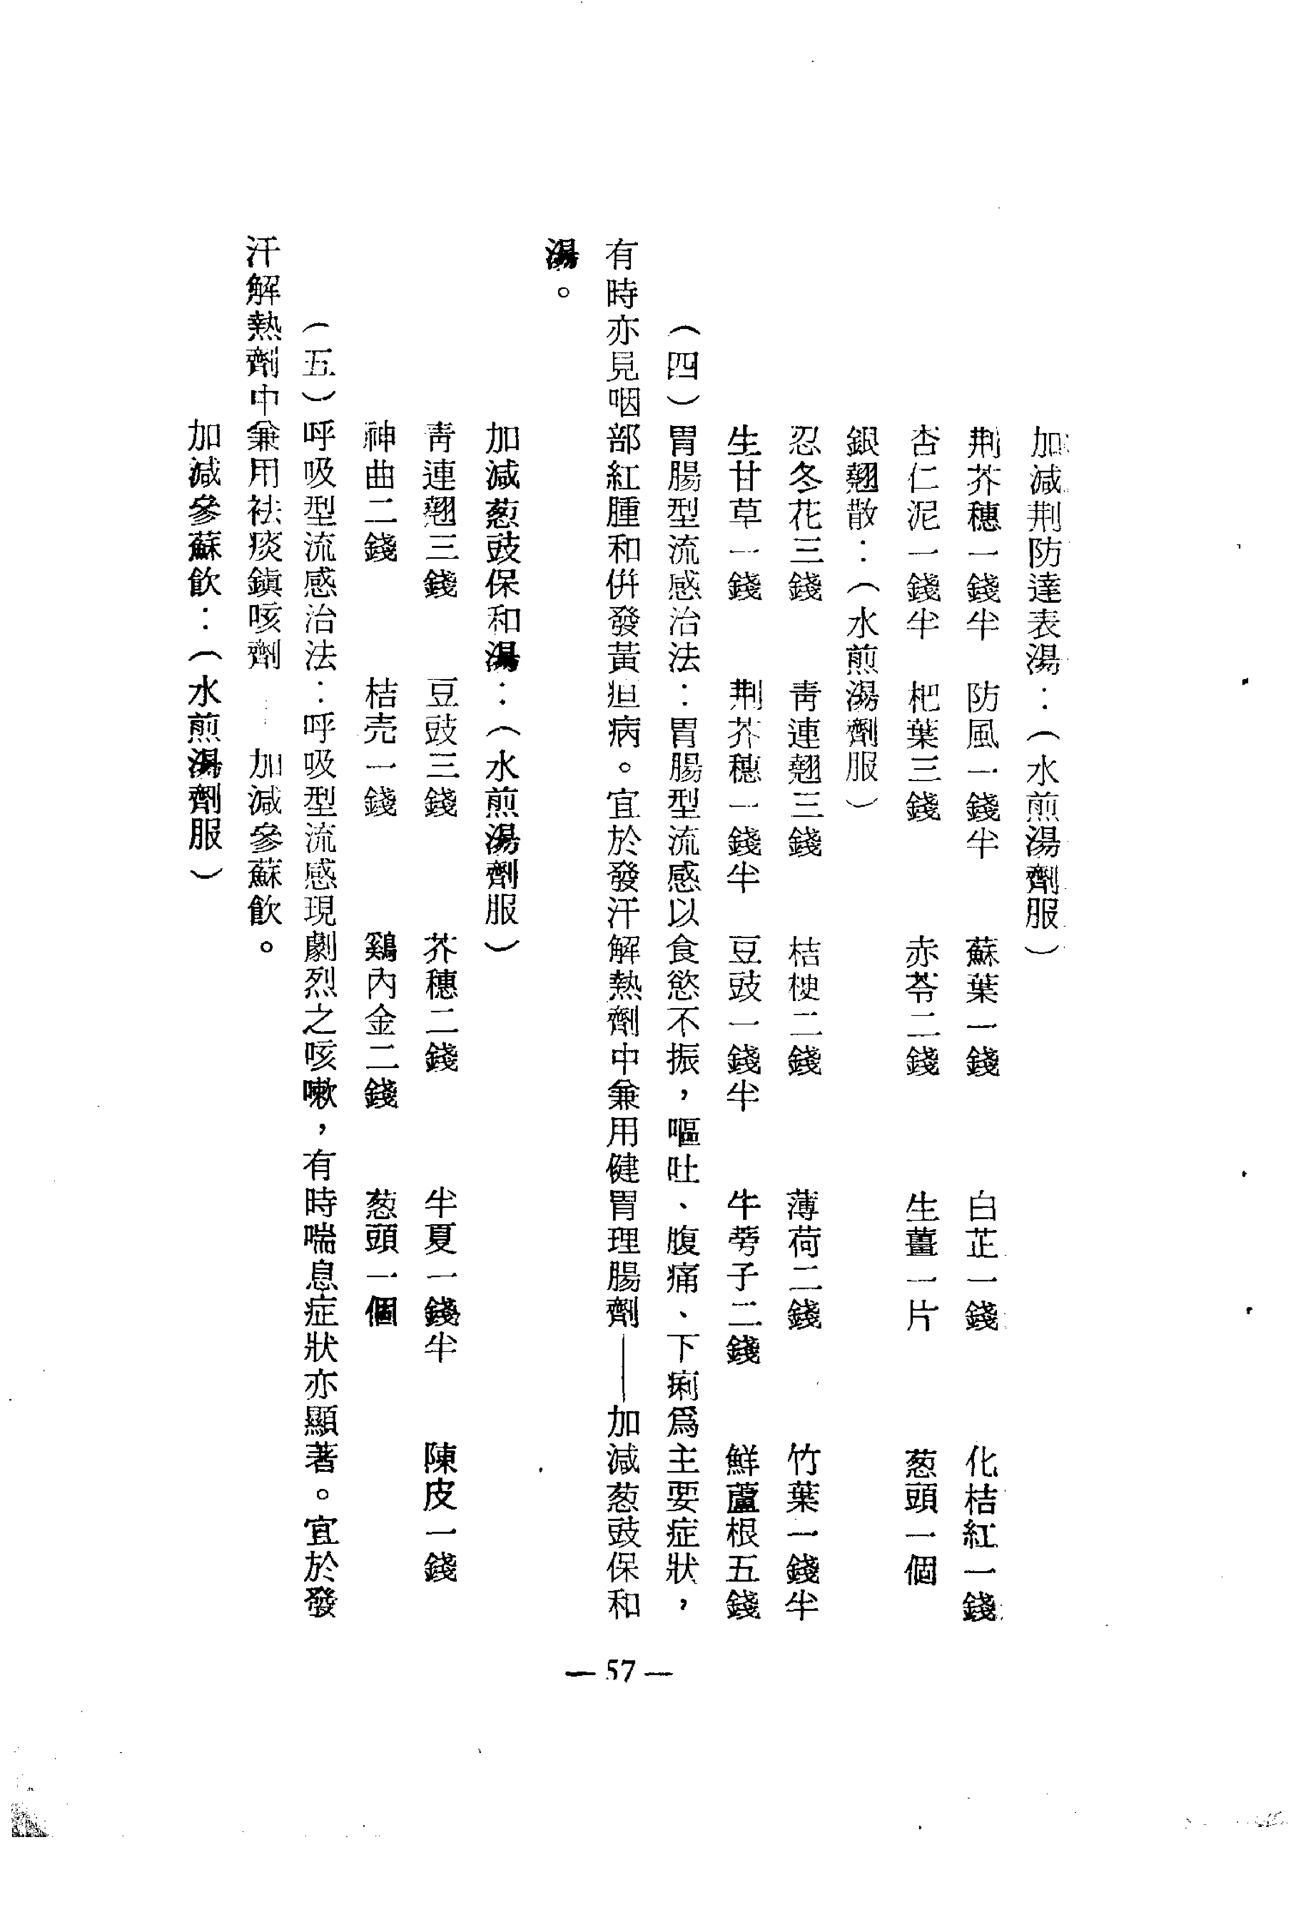 加減荆防達表湯：（水煎湯劑服）
荆芥穗一錢半　防風一錢半　蘇葉一錢　白芷一錢　化桔紅一錢
杏仁泥一錢半　杷葉三錢　赤苓二錢　生薑一片　葱頭一個
銀翹散：（水煎湯劑服）
忍冬花三錢　靑連翹三錢　桔梗二錢　薄荷二錢　竹葉一錢半
生甘草一錢　荆芥穗一錢半　豆豉一錢半　牛蒡子二錢　鮮蘆根五錢
（四）胃腸型流感治法：胃腸型流感以食慾不振，嘔吐、腹痛、下痢爲主要症狀，
有時亦見咽部紅腫和併發黃疸病。宜於發汗解熱劑中兼用健胃理腸劑——加減葱豉保和
湯。
加減葱豉保和湯：（水煎湯劑服）
靑連翹三錢　豆豉三錢　芥穗二錢　半夏一錢半　陳皮一錢
神曲二錢　桔壳一錢　鷄內金二錢　葱頭一個
（五）呼吸型流感治法：呼吸型流感現劇烈之咳嗽，有時喘息症狀亦顯著。宜於發
汗解熱劑中兼用袪痰鎮咳劑——加減參蘇飮。
加減參蘇飮：（水煎湯劑服）
— 57 —